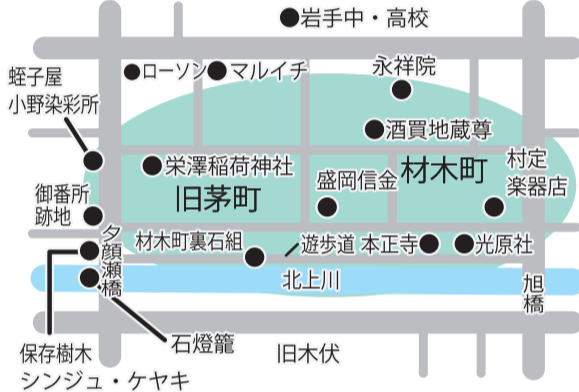 岩手中・高校
ローソン
マルイチ
永祥院
蛭子屋
小野染彩所
酒買地蔵尊
栄澤稲荷神社
材木町
村定
楽器店
盛岡信金
旧茅町
御番所
跡地
夕顔瀬橋
材木町裏石組
遊歩道
本正寺
光原社
北上川
旭橋
石燈籠
旧木伏
保存樹木
シンジュ・ケヤキ